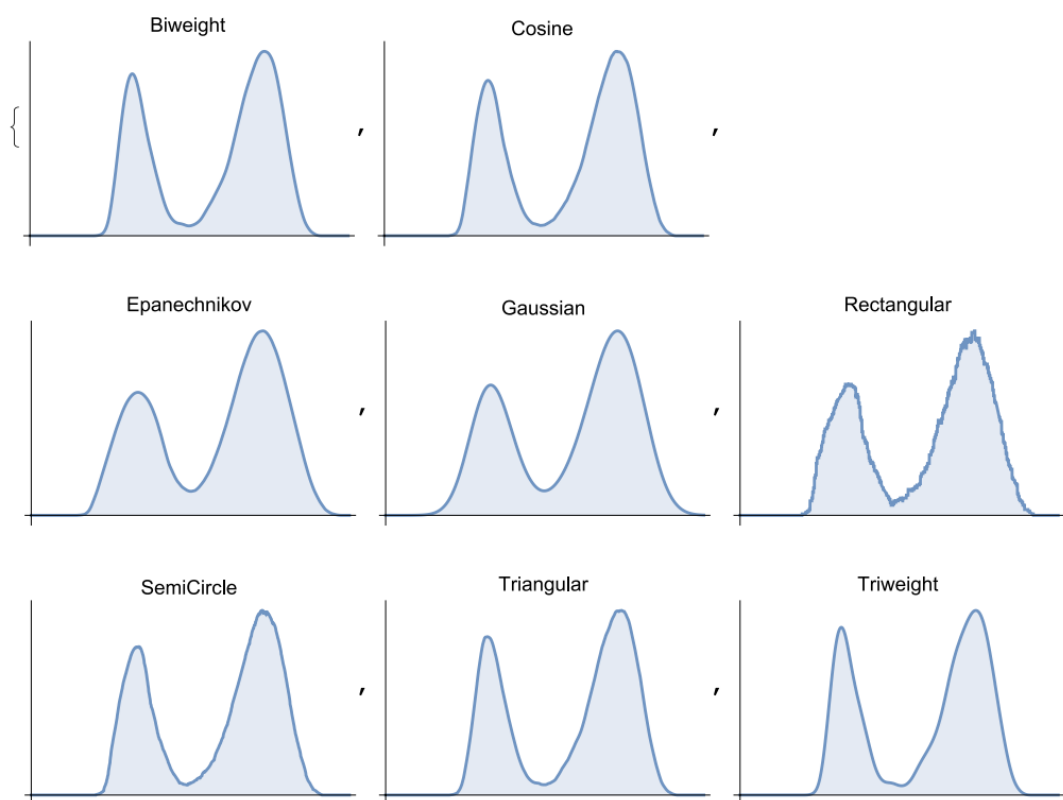 Biweight
Cosine
{
,
,
Epanechnikov
Gaussian
Rectangular
,
,
SemiCircle
Triangular
Triweight
,
,